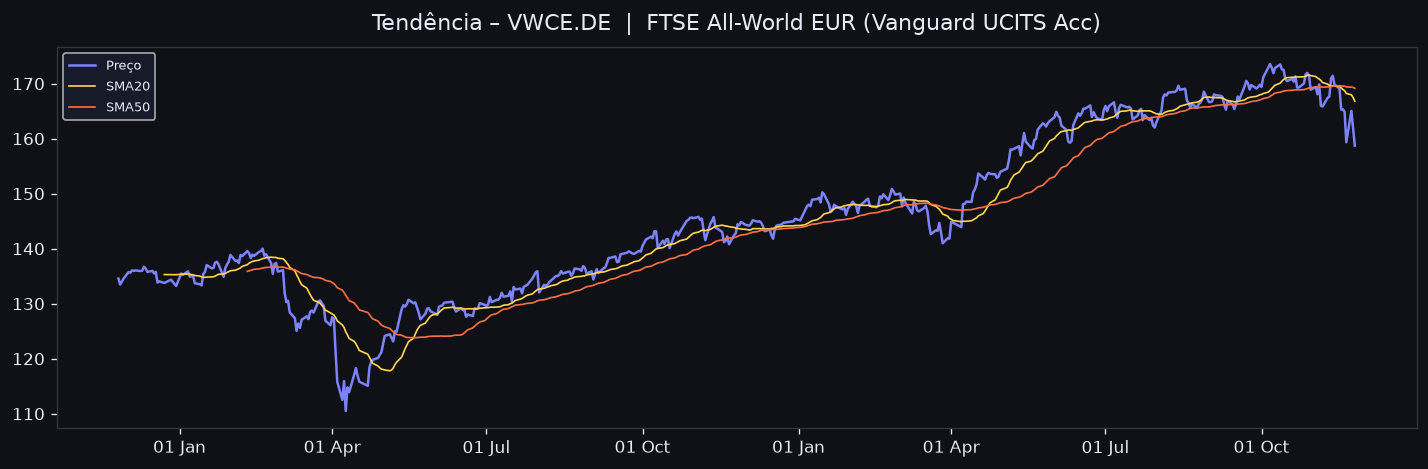 Tendência – VWCE.DE | FTSE All-World EUR (Vanguard UCITS Acc)
Preço
SMA20
SMA50
170
160
150
140
130
120
110
01 Jan 01 Apr 01 Jul 01 Oct 01 Jan 01 Apr 01 Jul 01 Oct